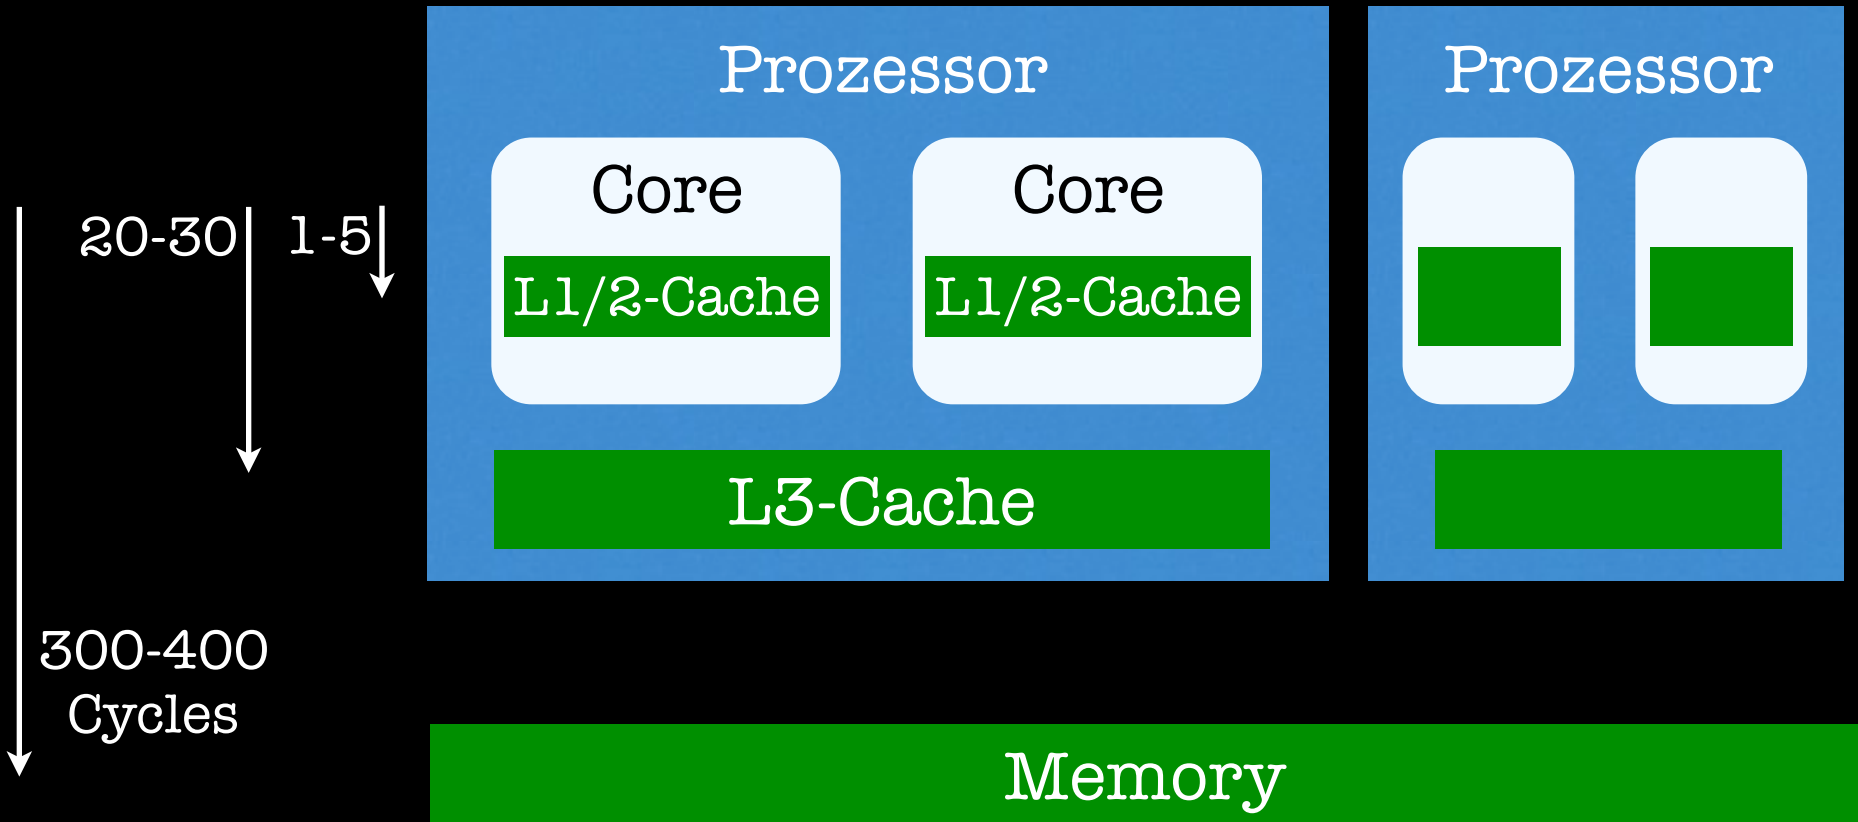 Prozessor
Prozessor
Core
Core
20-30
1-5
L1/2-Cache
L1/2-Cache
L3-Cache
300-400
Cycles
Memory